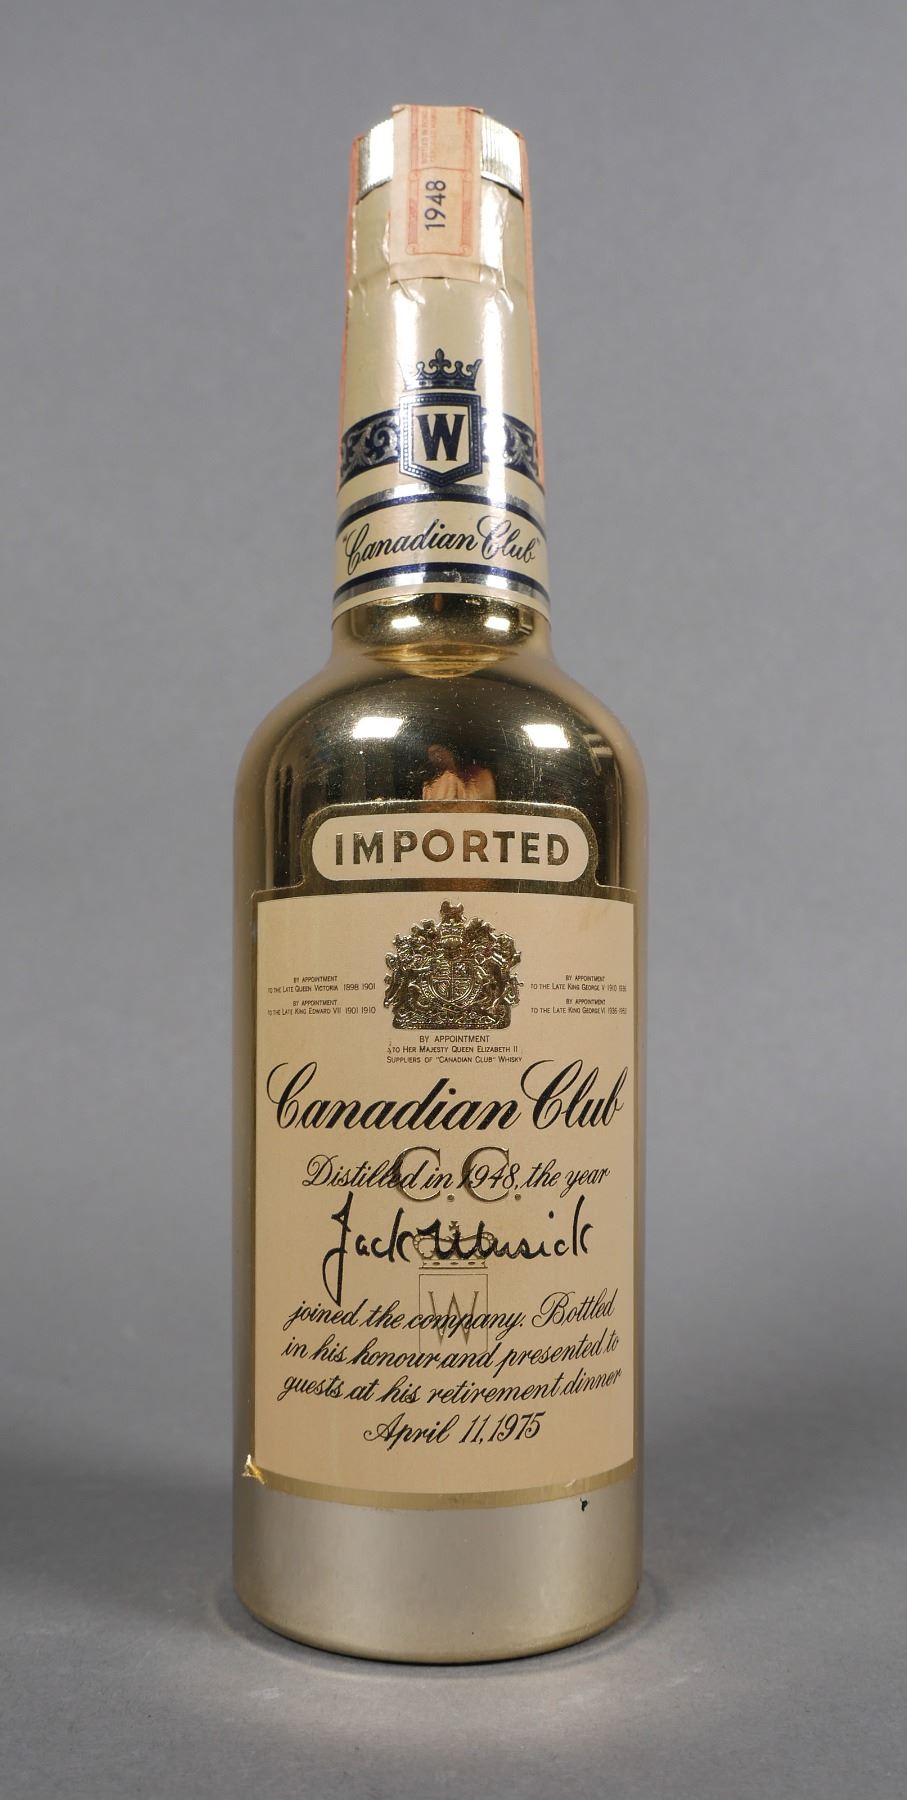 1948
W
"Canadian Club"
IMPORTED
BY APPOINTMENT
TO THE LATE QUEEN VICTORIA 1898 1901
BY APPOINTMENT
TO THE LATE KING EDWARD VII 1901 1910
BY APPOINTMENT
TO THE LATE KING GEORGE V 1910 1936
BY APPOINTMENT
TO THE LATE KING GEORGE VI 1936 1952
BY APPOINTMENT
TO HER MAJESTY QUEEN ELIZABETH II
SUPPLIERS OF "CANADIAN CLUB" WHISKY
Canadian Club
C.C.
Distilled in 1948, the year
Jack Musick
W
joined the company. Bottled
in his honour and presented to
guests at his retirement dinner
April 11, 1975